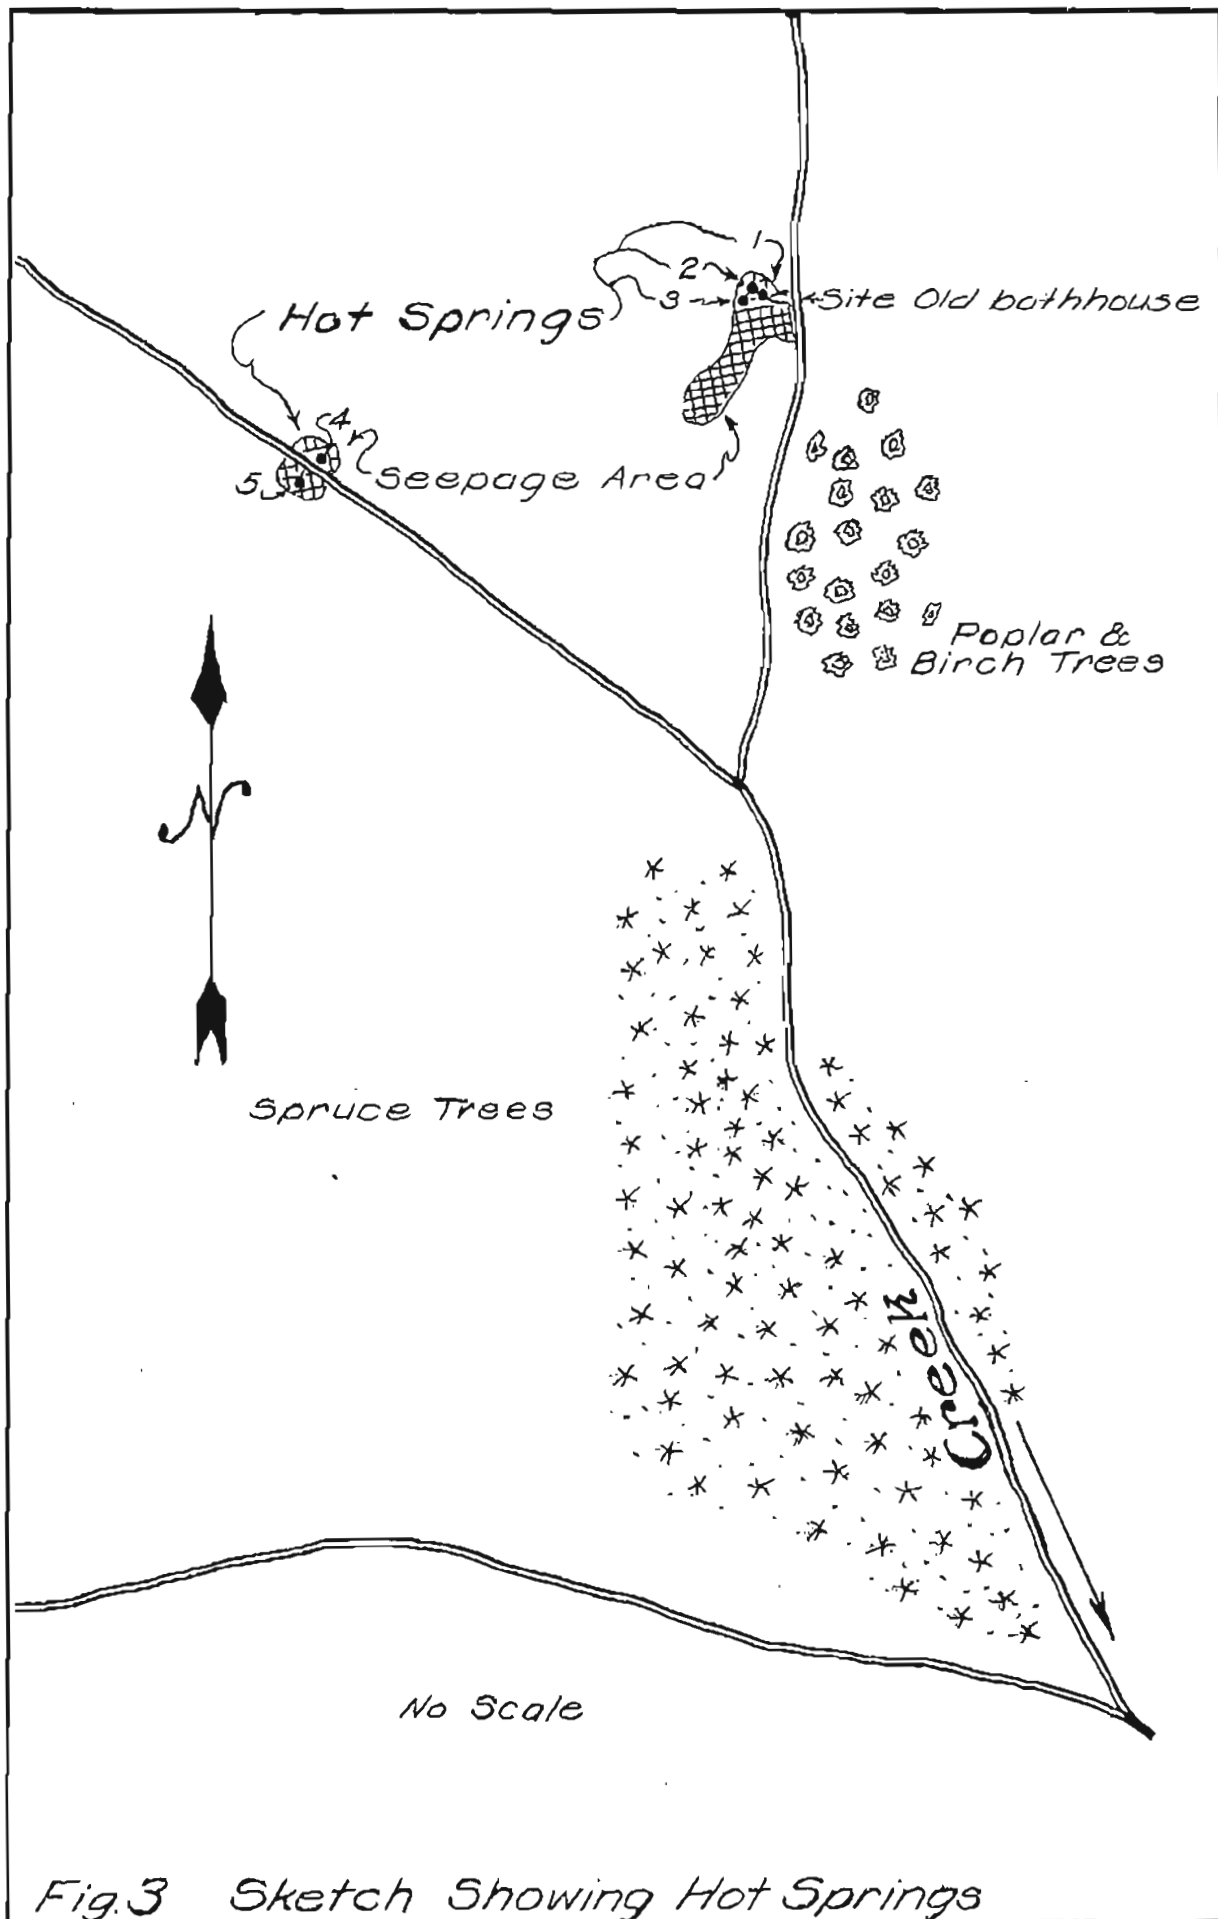 1
2
3
Site Old bathhouse
Hot Springs
4
5
Seepage Area
Poplar &
Birch Trees
N
Spruce Trees
Creek
No Scale
Fig.3 Sketch Showing Hot Springs